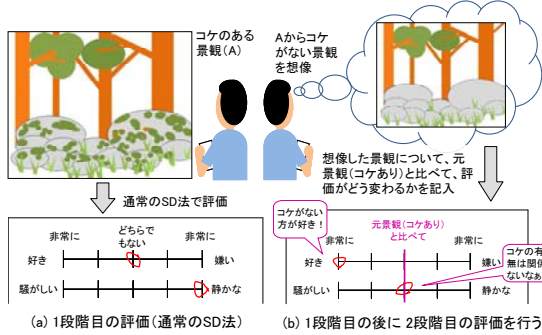 コケのある
景観(A)
Aからコケ
がない景観
を想像
通常のSD法で評価
想像した景観について、元
景観(コケあり)と比べて、評
価がどう変わるかを記入
非常に
どちらで
もない
非常に
好き
嫌い
騒がしい
静かな
(a) 1段階目の評価(通常のSD法)
コケがない
方が好き!
元景観(コケあり)
と比べて
非常に
非常に
コケの有
無は関係
ないなぁ
好き
嫌い
騒がしい
静かな
(b) 1段階目の後に 2段階目の評価を行う